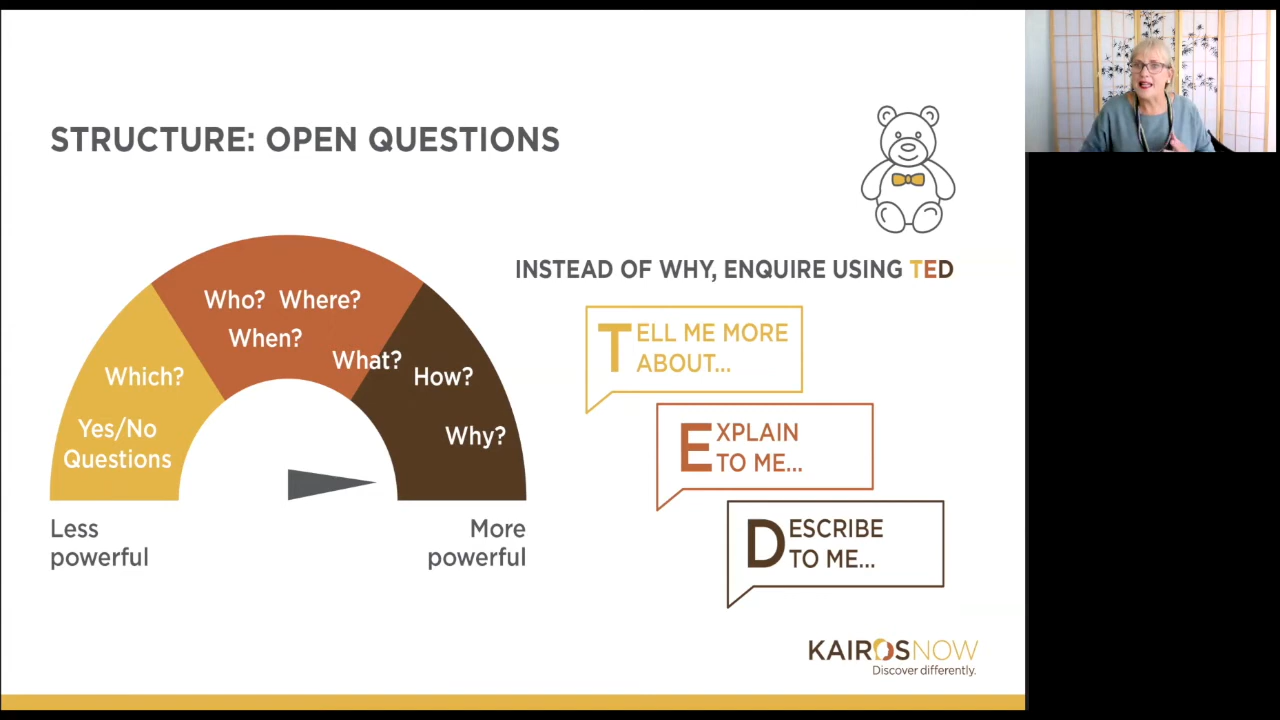 STRUCTURE: OPEN QUESTIONS
Who? Where?
When?
What?
Which?
How?
Yes/No
Questions
Why?
Less
powerful
More
powerful
INSTEAD OF WHY, ENQUIRE USING TED
TELL ME MORE
ABOUT...
EXPLAIN
TO ME...
DESCRIBE
TO ME...
KAIROSNOW
Discover differently.